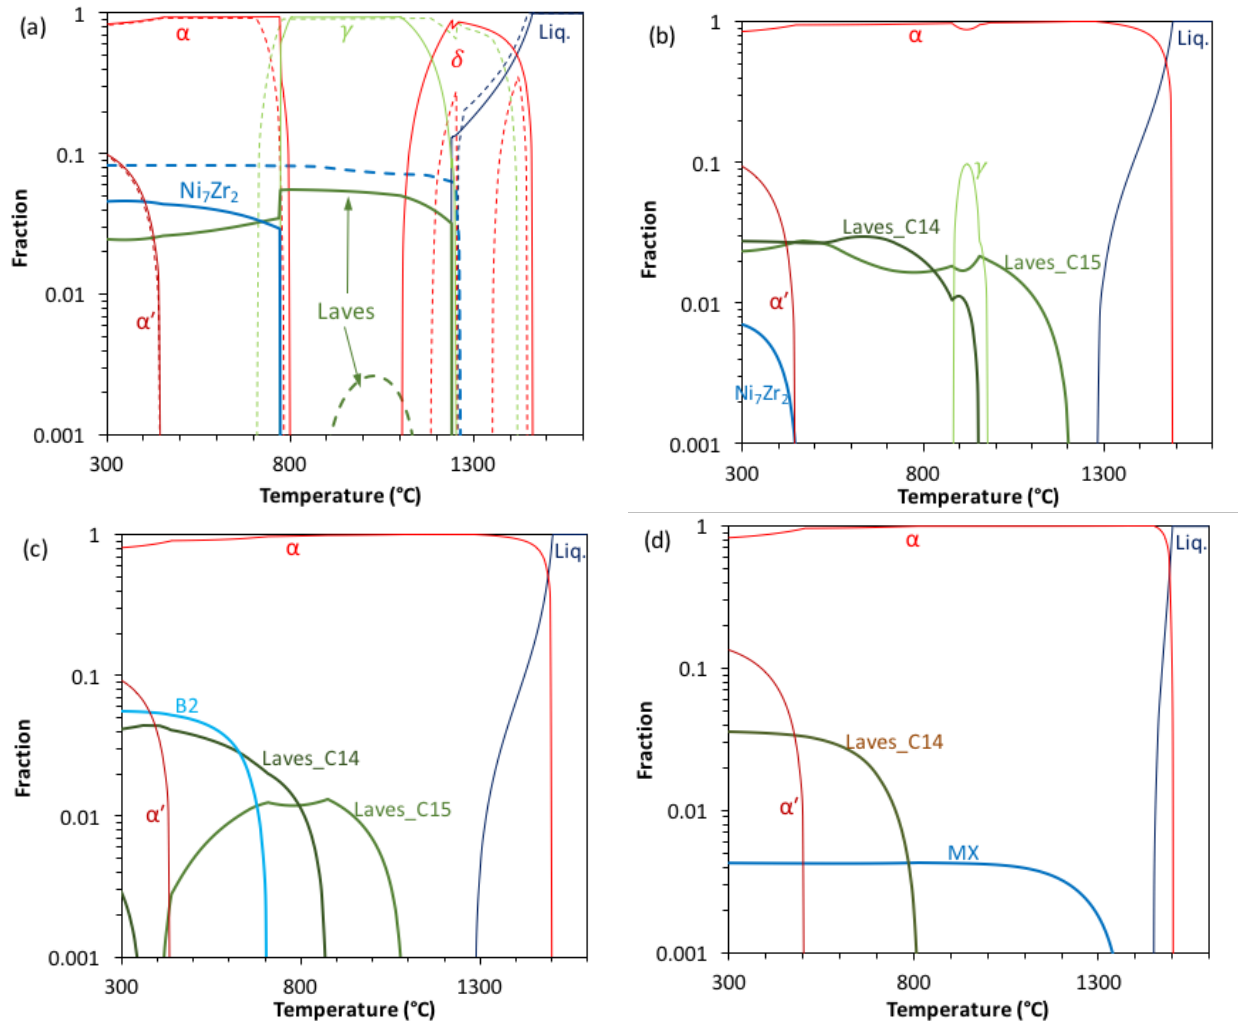 (a)
1
0.1
0.01
0.001
Fraction
300
800
1300
Temperature (°C)
α
γ
δ
Liq.
Ni₇Zr₂
Laves
α′
(b)
1
0.1
0.01
0.001
Fraction
300
800
1300
Temperature (°C)
α
Liq.
γ
Laves_C14
Laves_C15
α′
Ni₇Zr₂
(c)
1
0.1
0.01
0.001
Fraction
300
800
1300
Temperature (°C)
α
Liq.
B2
Laves_C14
Laves_C15
α′
(d)
1
0.1
0.01
0.001
Fraction
300
800
1300
Temperature (°C)
α
Liq.
Laves_C14
α′
MX